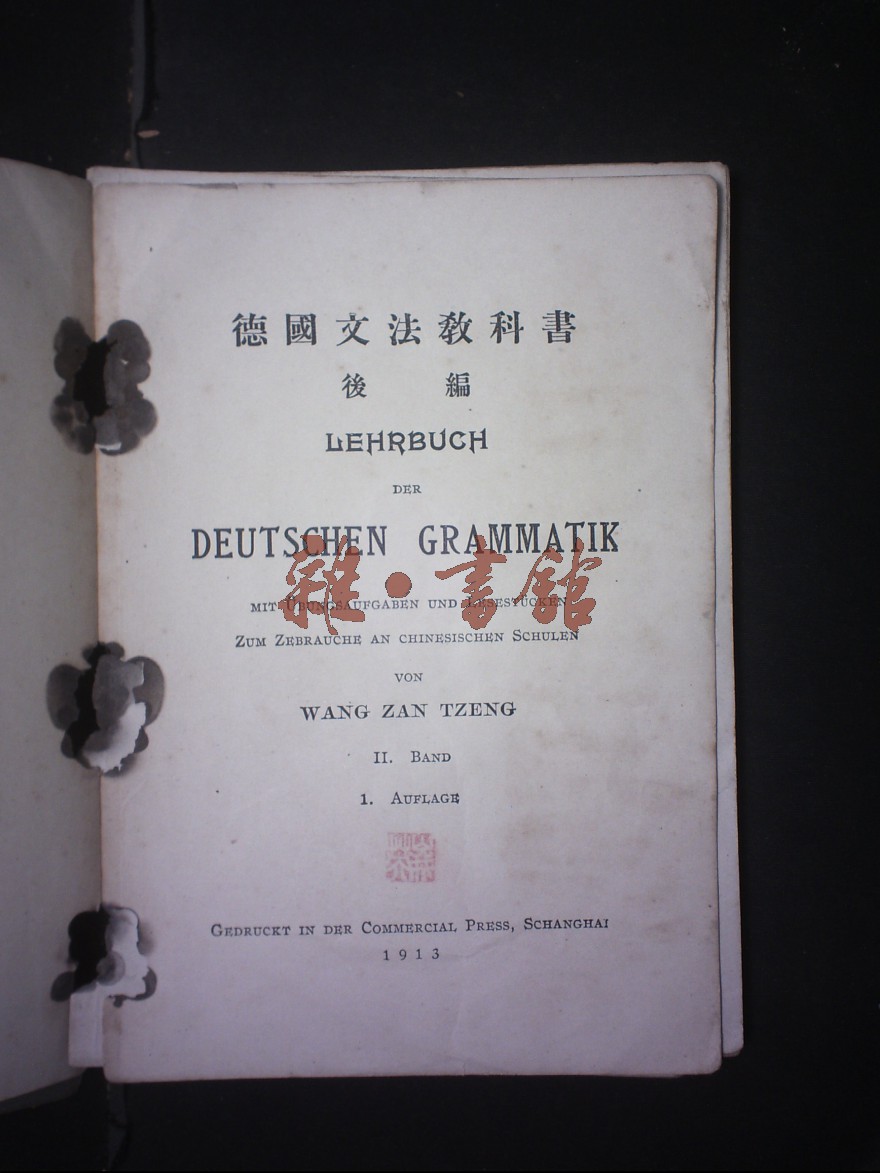 德國文法教科書
後編
LEHRBUCH
DER
DEUTSCHEN GRAMMATIK
雜·書館
MIT ÜBUNGSAUFGABEN UND LESESTÜCKEN
ZUM ZEBRAUCHE AN CHINESISCHEN SCHULEN
VON
WANG ZAN TZENG
II. BAND
1. AUFLAGE
GEDRUCKT IN DER COMMERCIAL PRESS, SCHANGHAI
1913